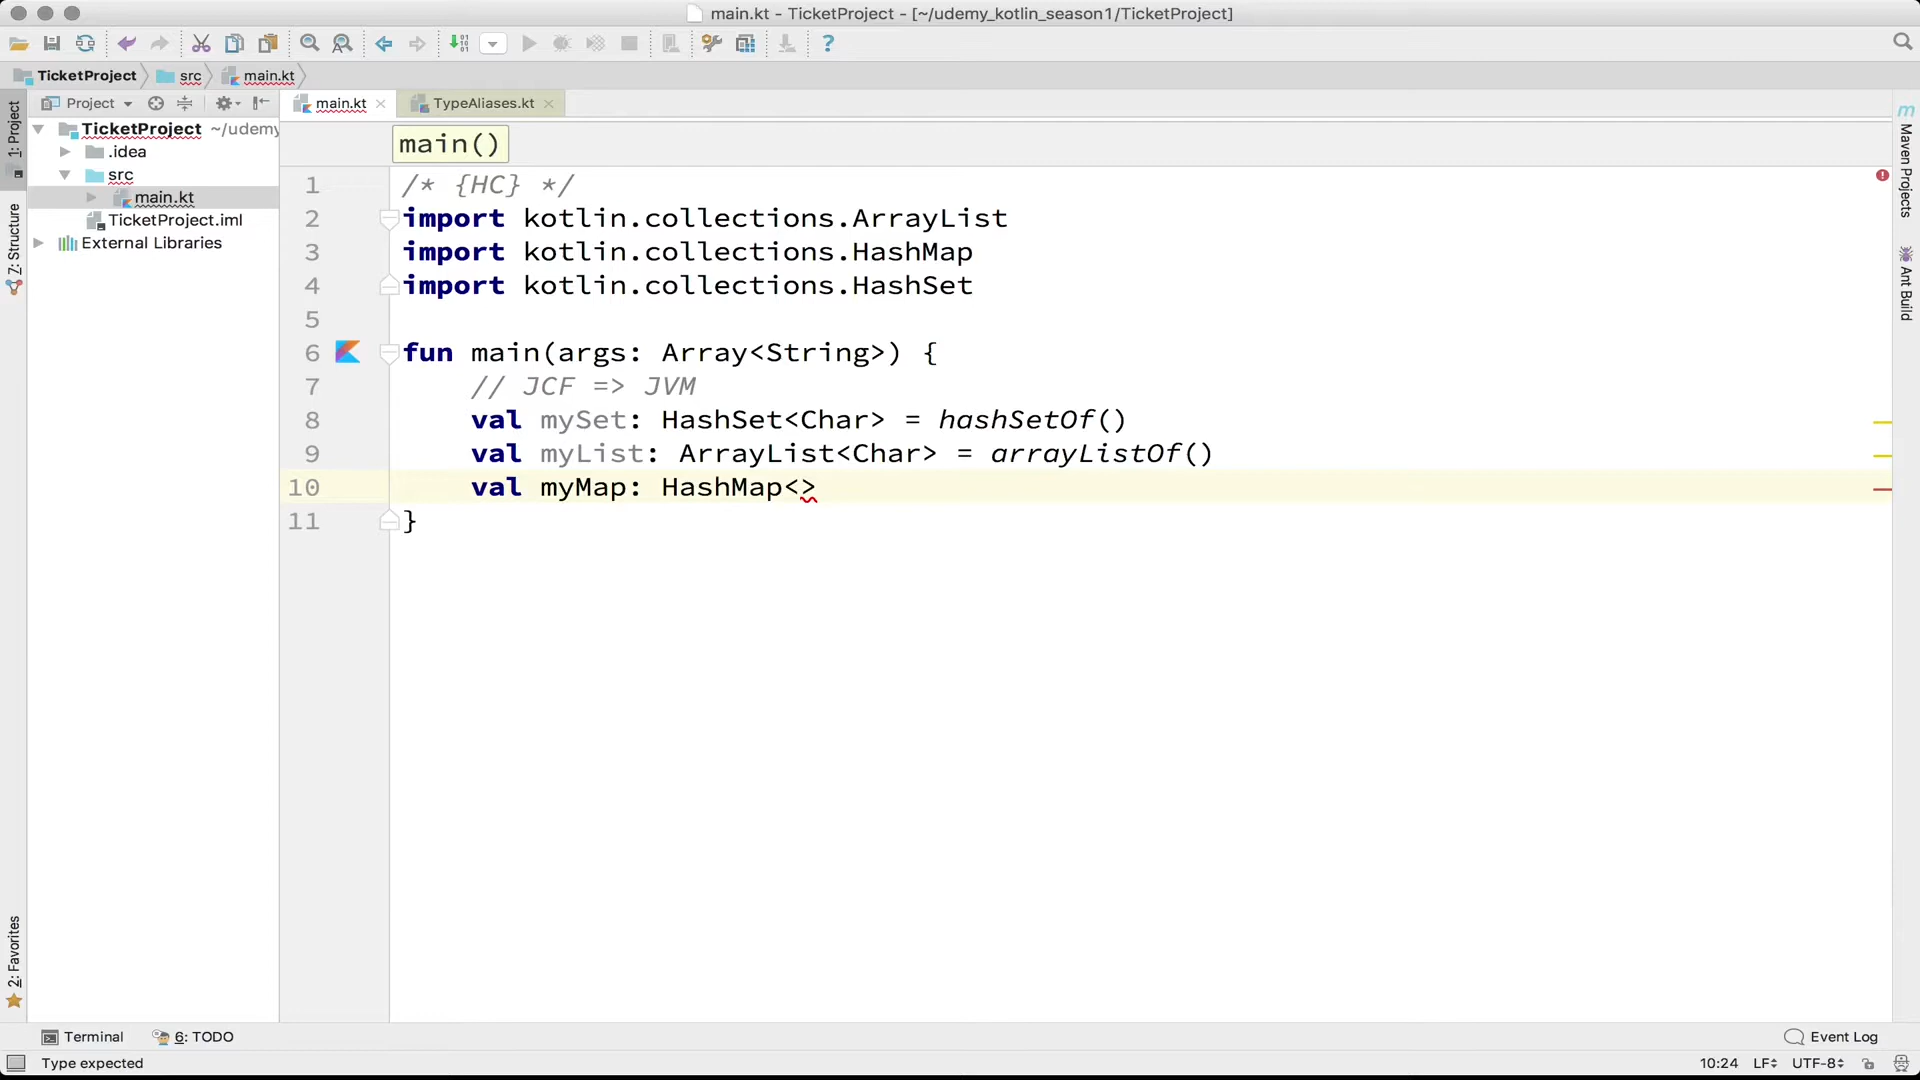 main.kt - TicketProject - [~/udemy_kotlin_season1/TicketProject]
TicketProject
src
main.kt
1: Project
Z: Structure
2: Favorites
Project
TicketProject ~/udemy
.idea
src
main.kt
TicketProject.iml
External Libraries
main.kt
TypeAliases.kt
main()
1 /* {HC} */
2 import kotlin.collections.ArrayList
3 import kotlin.collections.HashMap
4 import kotlin.collections.HashSet
5
6 fun main(args: Array<String>) {
7 // JCF => JVM
8 val mySet: HashSet<Char> = hashSetOf()
9 val myList: ArrayList<Char> = arrayListOf()
10 val myMap: HashMap<>
11 }
m Maven Projects
Ant Build
Terminal
6: TODO
Event Log
Type expected
10:24 LF UTF-8